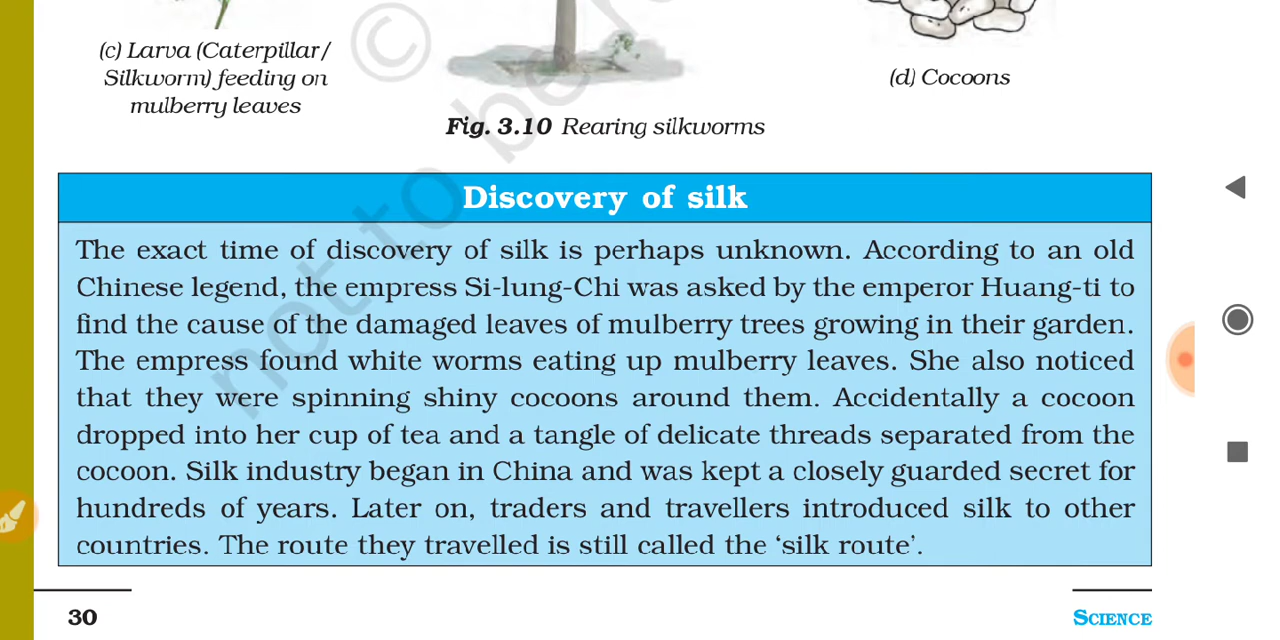 (c) Larva (Caterpillar/
Silkworm) feeding on
mulberry leaves
(d) Cocoons
Fig. 3.10 Rearing silkworms
Discovery of silk
The exact time of discovery of silk is perhaps unknown. According to an old
Chinese legend, the empress Si-lung-Chi was asked by the emperor Huang-ti to
find the cause of the damaged leaves of mulberry trees growing in their garden.
The empress found white worms eating up mulberry leaves. She also noticed
that they were spinning shiny cocoons around them. Accidentally a cocoon
dropped into her cup of tea and a tangle of delicate threads separated from the
cocoon. Silk industry began in China and was kept a closely guarded secret for
hundreds of years. Later on, traders and travellers introduced silk to other
countries. The route they travelled is still called the ‘silk route’.
30
SCIENCE
© not to be